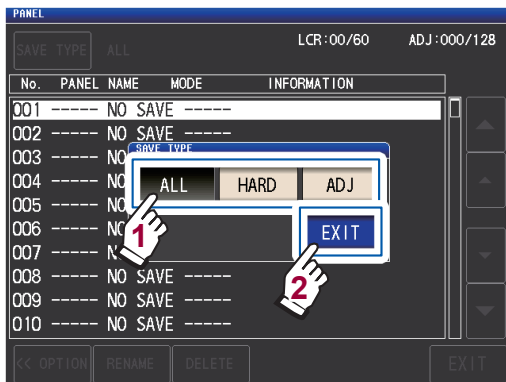 PANEL
SAVE TYPE ALL LCR:00/60 ADJ:000/128
No. PANEL NAME MODE INFORMATION
001 ----- NO SAVE -----
002 ----- NO SAVE -----
003 ----- NO
SAVE TYPE
004 ----- NO
ALL HARD ADJ
005 ----- NO
006 ----- NO
1
EXIT
007 -----
008 ----- NO SAVE -----
2
009 ----- NO SAVE -----
010 ----- NO SAVE -----
<< OPTION RENAME DELETE EXIT